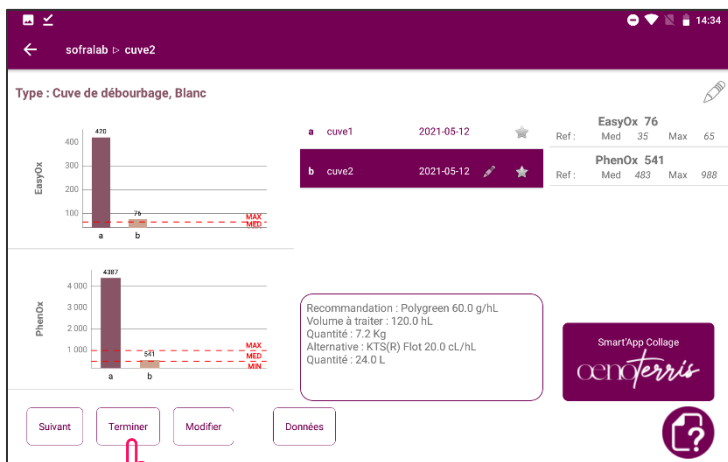 14:34
sofralab ▷ cuve2
Type : Cuve de débourbage, Blanc
EasyOx
400
300
200
100
420
76
MAX
MED
a b
PhenOx
4 000
3 000
2 000
1 000
4387
541
MAX
MED
MIN
a b
a cuve1 2021-05-12
b cuve2 2021-05-12
EasyOx 76
Ref : Med 35 Max 65
PhenOx 541
Ref : Med 483 Max 988
Recommandation : Polygreen 60.0 g/hL
Volume à traiter : 120.0 hL
Quantité : 7.2 Kg
Alternative : KTS(R) Flot 20.0 cL/hL
Quantité : 24.0 L
Smart'App Collage
œnoterris
Suivant
Terminer
Modifier
Données
?